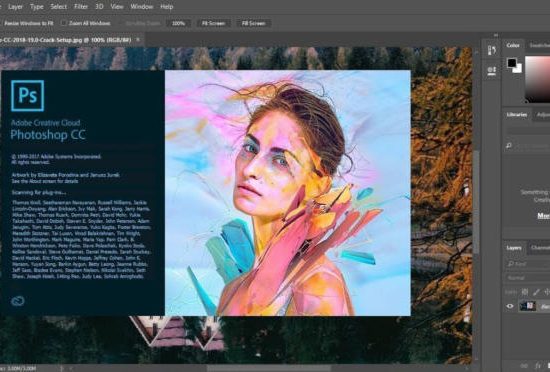 Layer Type Select Filter 3D View Window Help
Resize Windows to Fit Zoom All Windows Scrubby Zoom 100% Fit Screen Fill Screen
-CC-2018-19.0-Crack-Setup.jpg @ 100% (RGB/8#)
Ps
Adobe Creative Cloud
Photoshop CC
© 1990-2017 Adobe Systems Incorporated.
All rights reserved.
Artwork by Elizaveta Porodina and Janusz Jurek
See the About screen for details
Scanning for plug-ins...
Thomas Knoll, Seetharaman Narayanan, Russell Williams, Jackie
Lincoln-Owyang, Alan Erickson, Ivy Mak, Sarah Kong, Jerry Harris,
Mike Shaw, Thomas Ruark, Domnita Petri, David Mohr, Yukie
Takahashi, David Dobish, Steven E. Snyder, John Peterson, Adam
Jerugim, Tom Attix, Judy Severance, Yuko Kagita, Foster Brereton,
Meredith Stotzner, Tai Luxon, Vinod Balakrishnan, Tim Wright,
John Worthington, Mark Maguire, Maria Yap, Pam Clark, B.
Winston Hendrickson, Pete Falco, Dave Polaschek, Kyoko Itoda,
Kellisa Sandoval, Steve Guilhamet, Daniel Presedo, Sarah Stuckey,
David Hackel, Eric Floch, Kevin Hopps, Jeffrey Cohen, John E.
Hanson, Yuyan Song, Barkin Aygun, Betty Leong, Jeanne Rubbo,
Jeff Sass, Bladea Evans, Stephen Nielson, Nikolai Svakhin, Seth
Shaw, Joseph Hsieh, I-Ming Pao, Judy Lee, Sohrab Amirghodsi
Color
Swatches
Libraries
Adjustments
Something
Creative
Layers
Channels